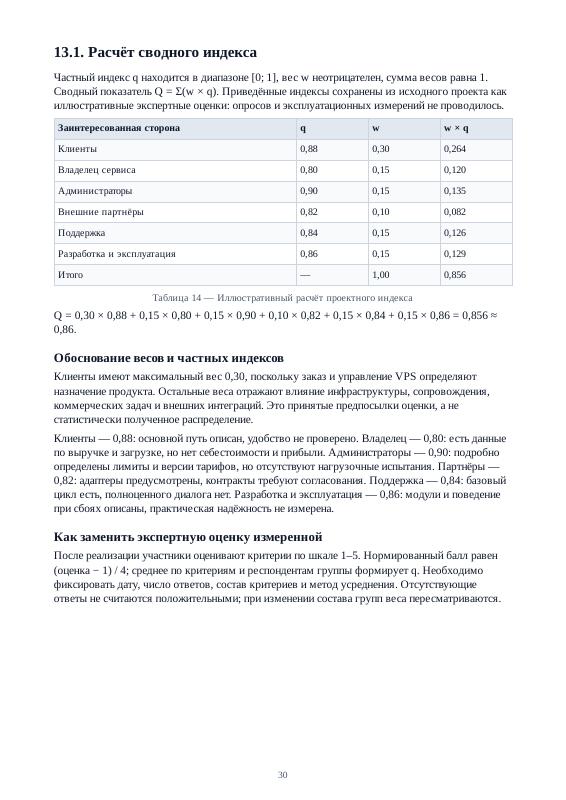 13.1. Расчёт сводного индекса
Частный индекс q находится в диапазоне [0; 1], вес w неотрицателен, сумма весов равна 1.
Сводный показатель Q = Σ(w × q). Приведённые индексы сохранены из исходного проекта как
иллюстративные экспертные оценки: опросов и эксплуатационных измерений не проводилось.
Заинтересованная сторона q w w × q
Клиенты 0,88 0,30 0,264
Владелец сервиса 0,80 0,15 0,120
Администраторы 0,90 0,15 0,135
Внешние партнёры 0,82 0,10 0,082
Поддержка 0,84 0,15 0,126
Разработка и эксплуатация 0,86 0,15 0,129
Итого — 1,00 0,856
Таблица 14 — Иллюстративный расчёт проектного индекса
Q = 0,30 × 0,88 + 0,15 × 0,80 + 0,15 × 0,90 + 0,10 × 0,82 + 0,15 × 0,84 + 0,15 × 0,86 = 0,856 ≈
0,86.
Обоснование весов и частных индексов
Клиенты имеют максимальный вес 0,30, поскольку заказ и управление VPS определяют
назначение продукта. Остальные веса отражают влияние инфраструктуры, сопровождения,
коммерческих задач и внешних интеграций. Это принятые предпосылки оценки, а не
статистически полученное распределение.
Клиенты — 0,88: основной путь описан, удобство не проверено. Владелец — 0,80: есть данные
по выручке и загрузке, но нет себестоимости и прибыли. Администраторы — 0,90: подробно
определены лимиты и версии тарифов, но отсутствуют нагрузочные испытания. Партнёры —
0,82: адаптеры предусмотрены, контракты требуют согласования. Поддержка — 0,84: базовый
цикл есть, полноценного диалога нет. Разработка и эксплуатация — 0,86: модули и поведение
при сбоях описаны, практическая надёжность не измерена.
Как заменить экспертную оценку измеренной
После реализации участники оценивают критерии по шкале 1–5. Нормированный балл равен
(оценка − 1) / 4; среднее по критериям и респондентам группы формирует q. Необходимо
фиксировать дату, число ответов, состав критериев и метод усреднения. Отсутствующие
ответы не считаются положительными; при изменении состава групп веса пересматриваются.
30